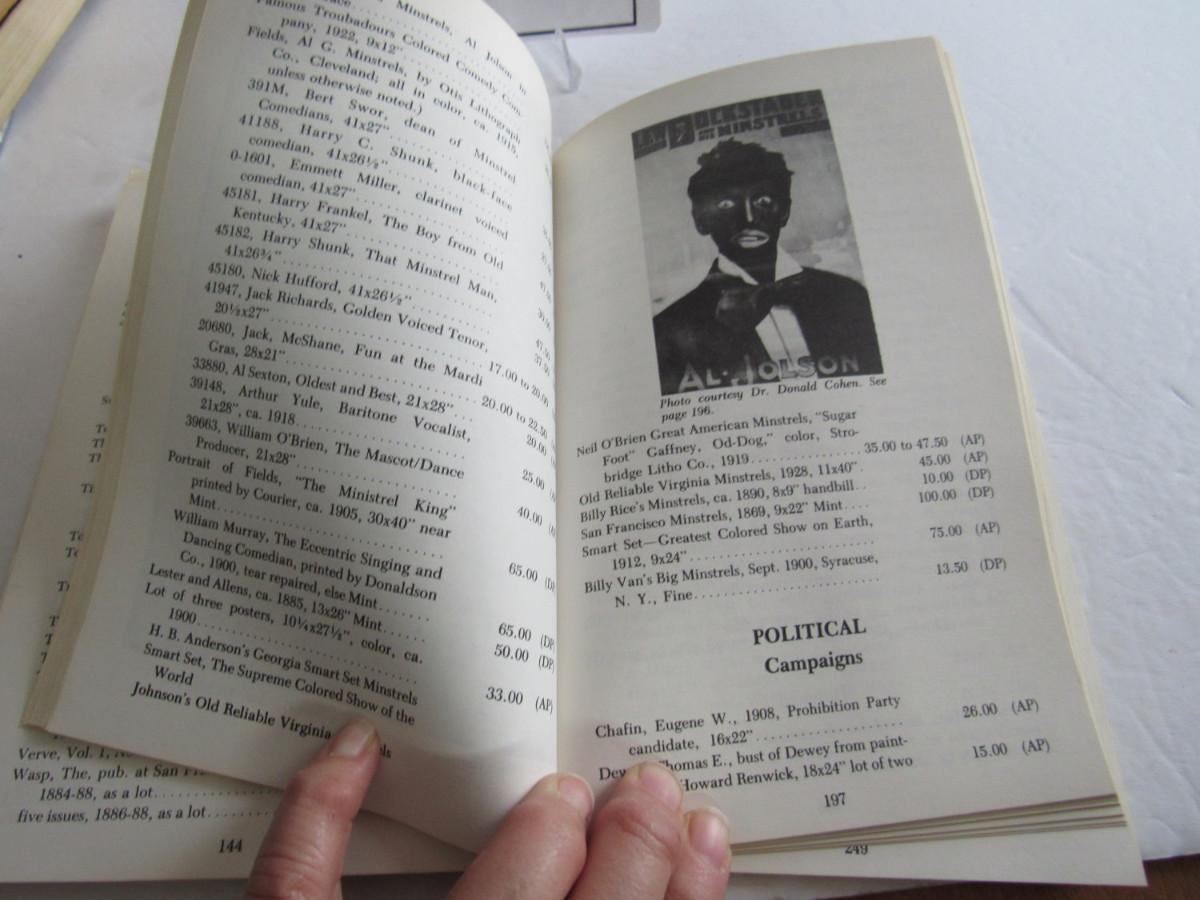 Minstrels, Al Jolson in
Famous Troubadours Colored Comedy Com-
pany, 1922, 9x12"
Fields, Al G. Minstrels, by Otis Lithograph
Co., Cleveland; all in color, ca. 1915,
unless otherwise noted.)
391M, Bert Swor, dean of Minstrel
Comedians, 41x27"
41188, Harry C. Shunk, black-face
comedian, 41x26½"
0-1601, Emmett Miller, clarinet voiced
comedian, 41x27"
45181, Harry Frankel, The Boy from Old
Kentucky, 41x27"
45182, Harry Shunk, That Minstrel Man,
41x26¾"
45180, Nick Hufford, 41x26½"
41947, Jack Richards, Golden Voiced Tenor,
20½x27" 17.00 to 20.00
20680, Jack, McShane, Fun at the Mardi
Gras, 28x21" 20.00 to 22.50
33880, Al Sexton, Oldest and Best, 21x28" 20.00
39148, Arthur Yule, Baritone Vocalist,
21x28", ca. 1918 25.00
39663, William O'Brien, The Mascot/Dance
Producer, 21x28" 40.00
Portrait of Fields, "The Ministrel King"
printed by Courier, ca. 1905, 30x40" near
Mint 65.00 (DP
William Murray, The Eccentric Singing and
Dancing Comedian, printed by Donaldson
Co., 1900, tear repaired, else Mint 65.00 (DP
Lester and Allens, ca. 1885, 13x26" Mint 50.00 (DP
Lot of three posters, 10¼x27½", color, ca.
1900 33.00 (AP)
H. B. Anderson's Georgia Smart Set Minstrels
Smart Set, The Supreme Colored Show of the
World
Johnson's Old Reliable Virginia
Verve, Vol. 1,
Wasp, The, pub. at San
1884-88, as a lot
five issues, 1886-88, as a lot
144
MINSTRELS
AL JOLSON
Photo courtesy Dr. Donald Cohen. See
page 196.
Neil O'Brien Great American Minstrels, "Sugar
Foot" Gaffney, Od-Dog," color, Stro-
bridge Litho Co., 1919 35.00 to 47.50 (AP)
Old Reliable Virginia Minstrels, 1928, 11x40" 45.00 (AP)
Billy Rice's Minstrels, ca. 1890, 8x9" handbill 10.00 (DP)
San Francisco Minstrels, 1869, 9x22" Mint 100.00 (DP)
Smart Set—Greatest Colored Show on Earth,
1912, 9x24" 75.00 (AP)
Billy Van's Big Minstrels, Sept. 1900, Syracuse,
N. Y., Fine 13.50 (DP)
POLITICAL
Campaigns
Chafin, Eugene W., 1908, Prohibition Party
candidate, 16x22" 26.00 (AP)
Thomas E., bust of Dewey from paint-
Howard Renwick, 18x24" lot of two 15.00 (AP)
197
249